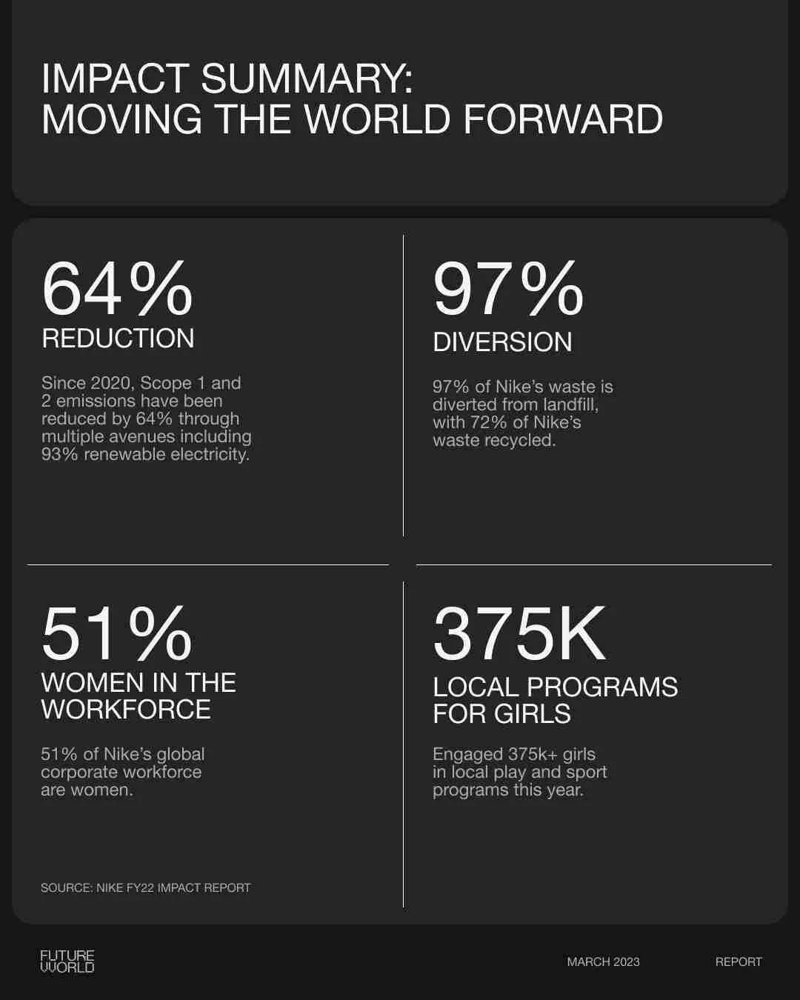 IMPACT SUMMARY:
MOVING THE WORLD FORWARD
64%
REDUCTION
Since 2020, Scope 1 and
2 emissions have been
reduced by 64% through
multiple avenues including
93% renewable electricity.
97%
DIVERSION
97% of Nike’s waste is
diverted from landfill,
with 72% of Nike’s
waste recycled.
51%
WOMEN IN THE
WORKFORCE
51% of Nike’s global
corporate workforce
are women.
375K
LOCAL PROGRAMS
FOR GIRLS
Engaged 375k+ girls
in local play and sport
programs this year.
SOURCE: NIKE FY22 IMPACT REPORT
FUTURE
WORLD
MARCH 2023
REPORT